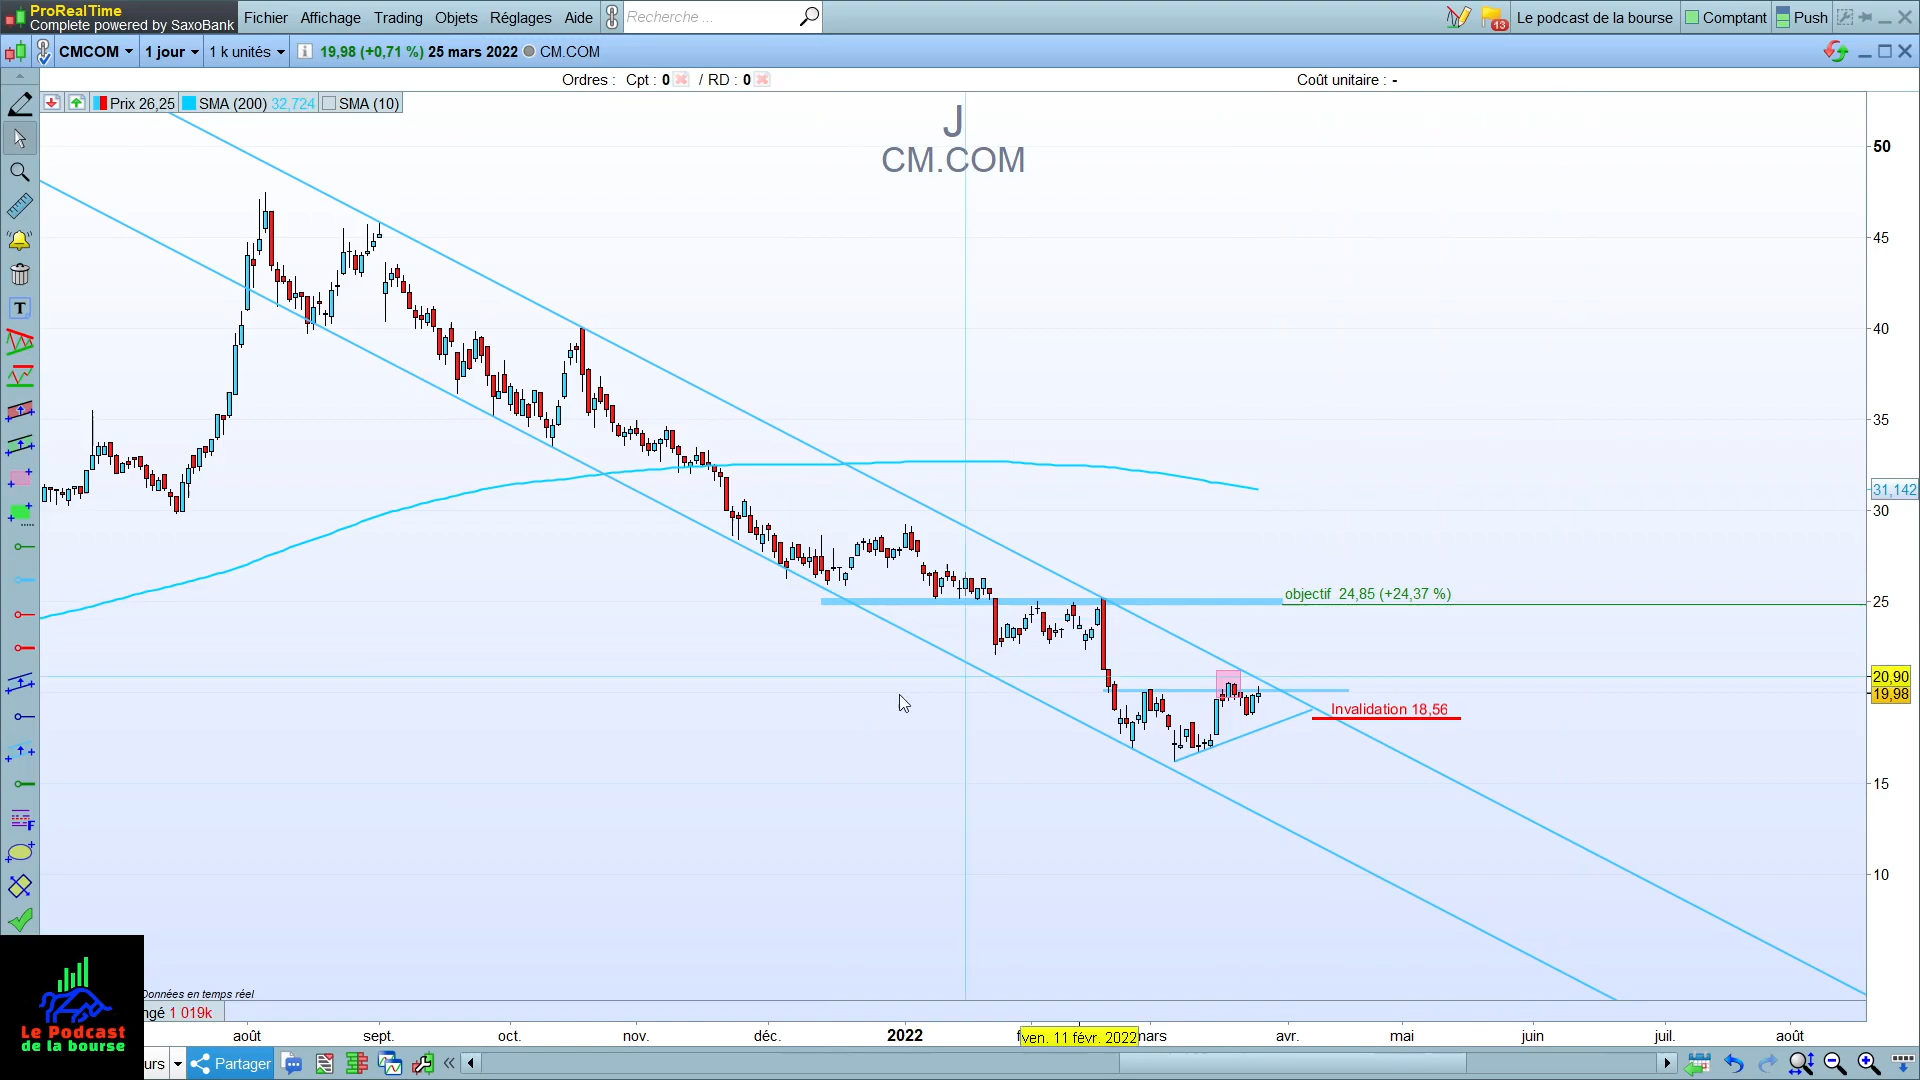 ProRealTime
Complete powered by SaxoBank
Fichier Affichage Trading Objets Réglages Aide
Recherche ...
13
Le podcast de la bourse
Comptant
Push
CMCOM 1 jour 1 k unités
i 19,98 (+0,71 %) 25 mars 2022 CM.COM
Ordres : Cpt : 0 / RD : 0
Coût unitaire : -
Prix 26,25 SMA (200) 32,724 SMA (10)
J
CM.COM
50
45
40
35
31,142
30
objectif 24,85 (+24,37 %)
25
20,90
19,98
Invalidation 18,56
15
10
T
F
Données en temps réel
ngé 1 019k
Le Podcast
de la bourse
août sept. oct. nov. déc. 2022 f ven. 11 févr. 2022 mars avr. mai juin juil. août
urs Partager